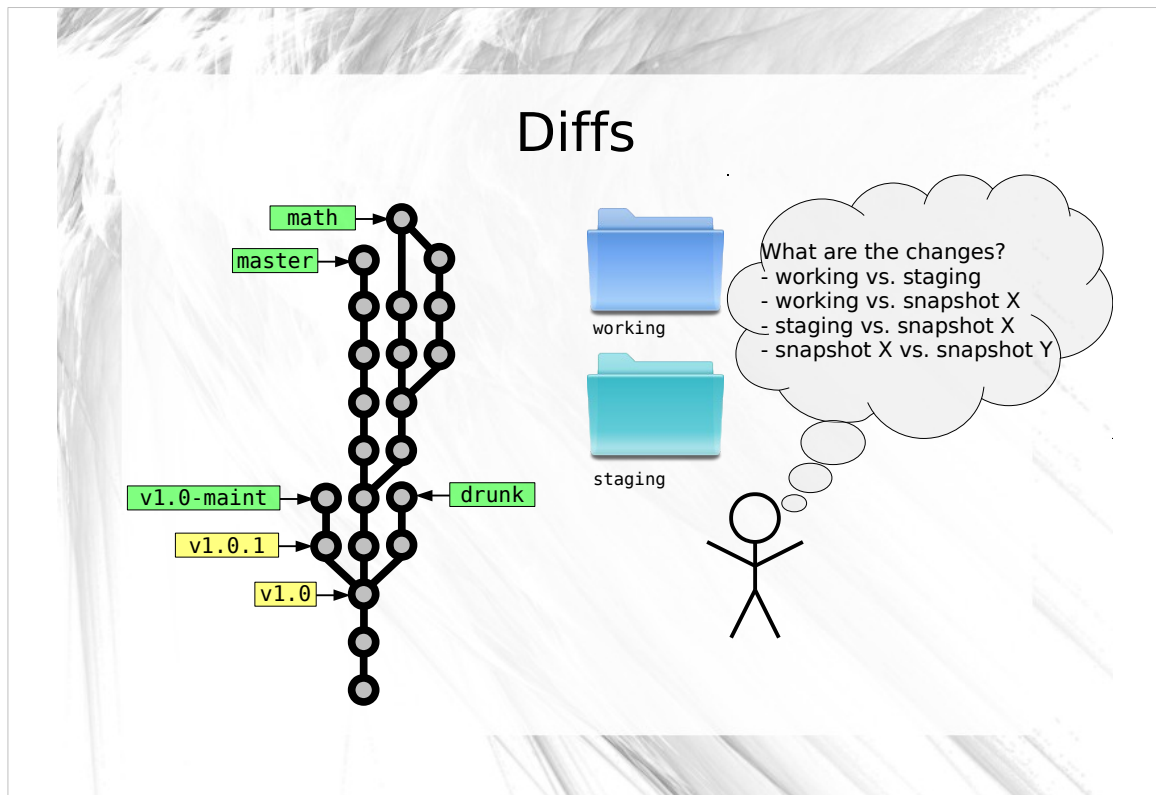 Diffs
math
master
v1.0-maint
drunk
v1.0.1
v1.0
working
staging
What are the changes?
- working vs. staging
- working vs. snapshot X
- staging vs. snapshot X
- snapshot X vs. snapshot Y